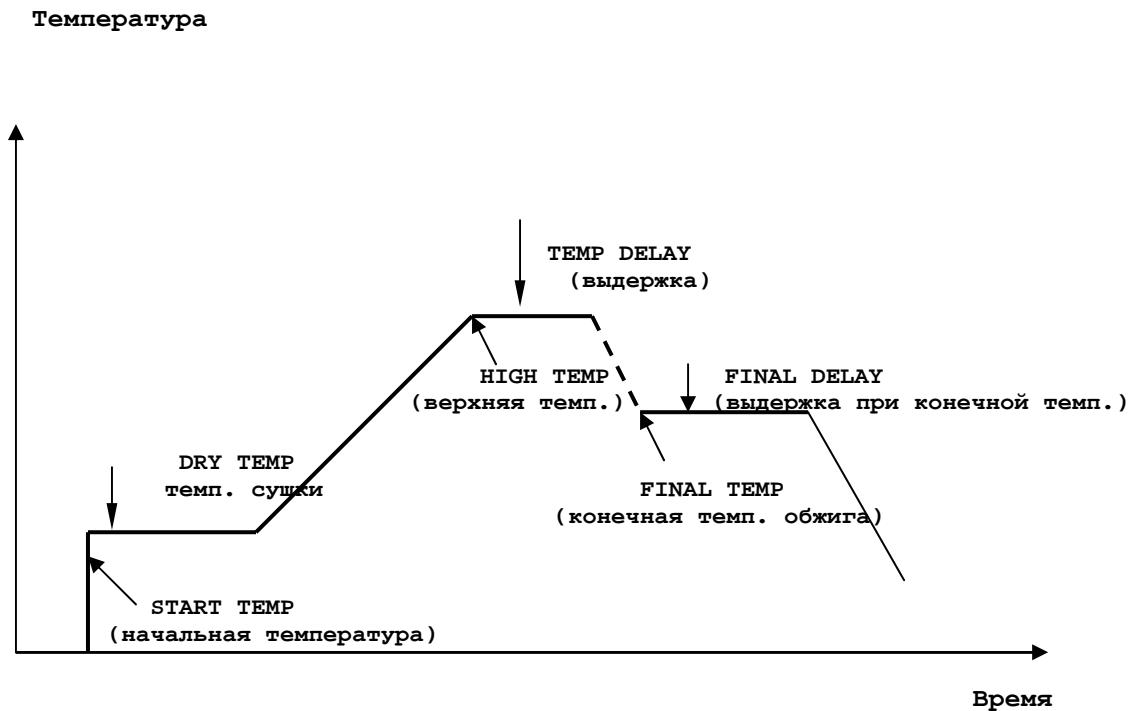 Температура
TEMP DELAY
(выдержка)
HIGH TEMP
(верхняя темп.)
FINAL DELAY
(выдержка при конечной темп.)
DRY TEMP
темп. сушки
FINAL TEMP
(конечная темп. обжига)
START TEMP
(начальная температура)
Время